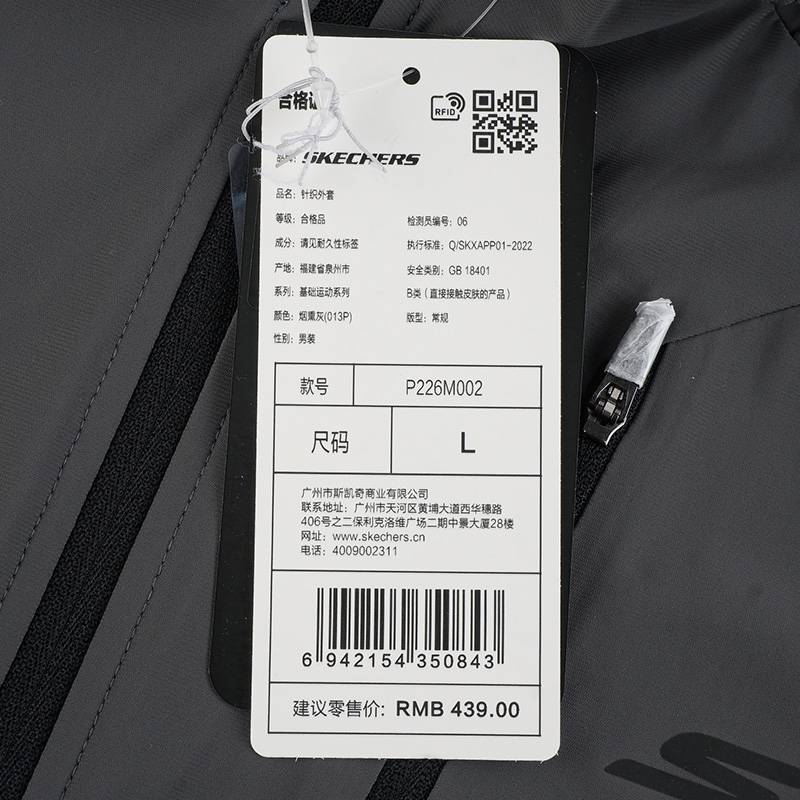 合格证
RFID
品牌: SKECHERS
品名: 针织外套
等级: 合格品 检测员编号: 06
成分: 请见耐久性标签 执行标准: Q/SKXAPP01-2022
产地: 福建省泉州市 安全类别: GB 18401
系列: 基础运动系列 B类 (直接接触皮肤的产品)
颜色: 烟熏灰(013P) 版型: 常规
性别: 男装
款号 P226M002
尺码 L
广州市斯凯奇商业有限公司
联系地址: 广州市天河区黄埔大道西华穗路
406号之二保利克洛维广场二期中景大厦28楼
网址: www.skechers.cn
电话: 4009002311
6 942154 350843
建议零售价: RMB 439.00